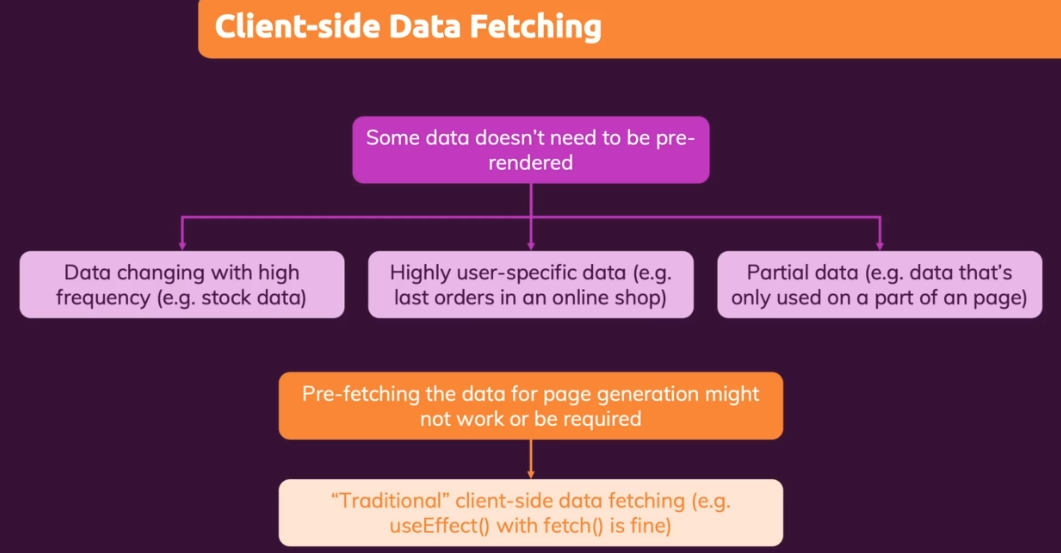 Client-side Data Fetching
Some data doesn't need to be pre-
rendered
Data changing with high
frequency (e.g. stock data)
Highly user-specific data (e.g.
last orders in an online shop)
Partial data (e.g. data that's
only used on a part of an page)
Pre-fetching the data for page generation might
not work or be required
“Traditional” client-side data fetching (e.g.
useEffect() with fetch() is fine)